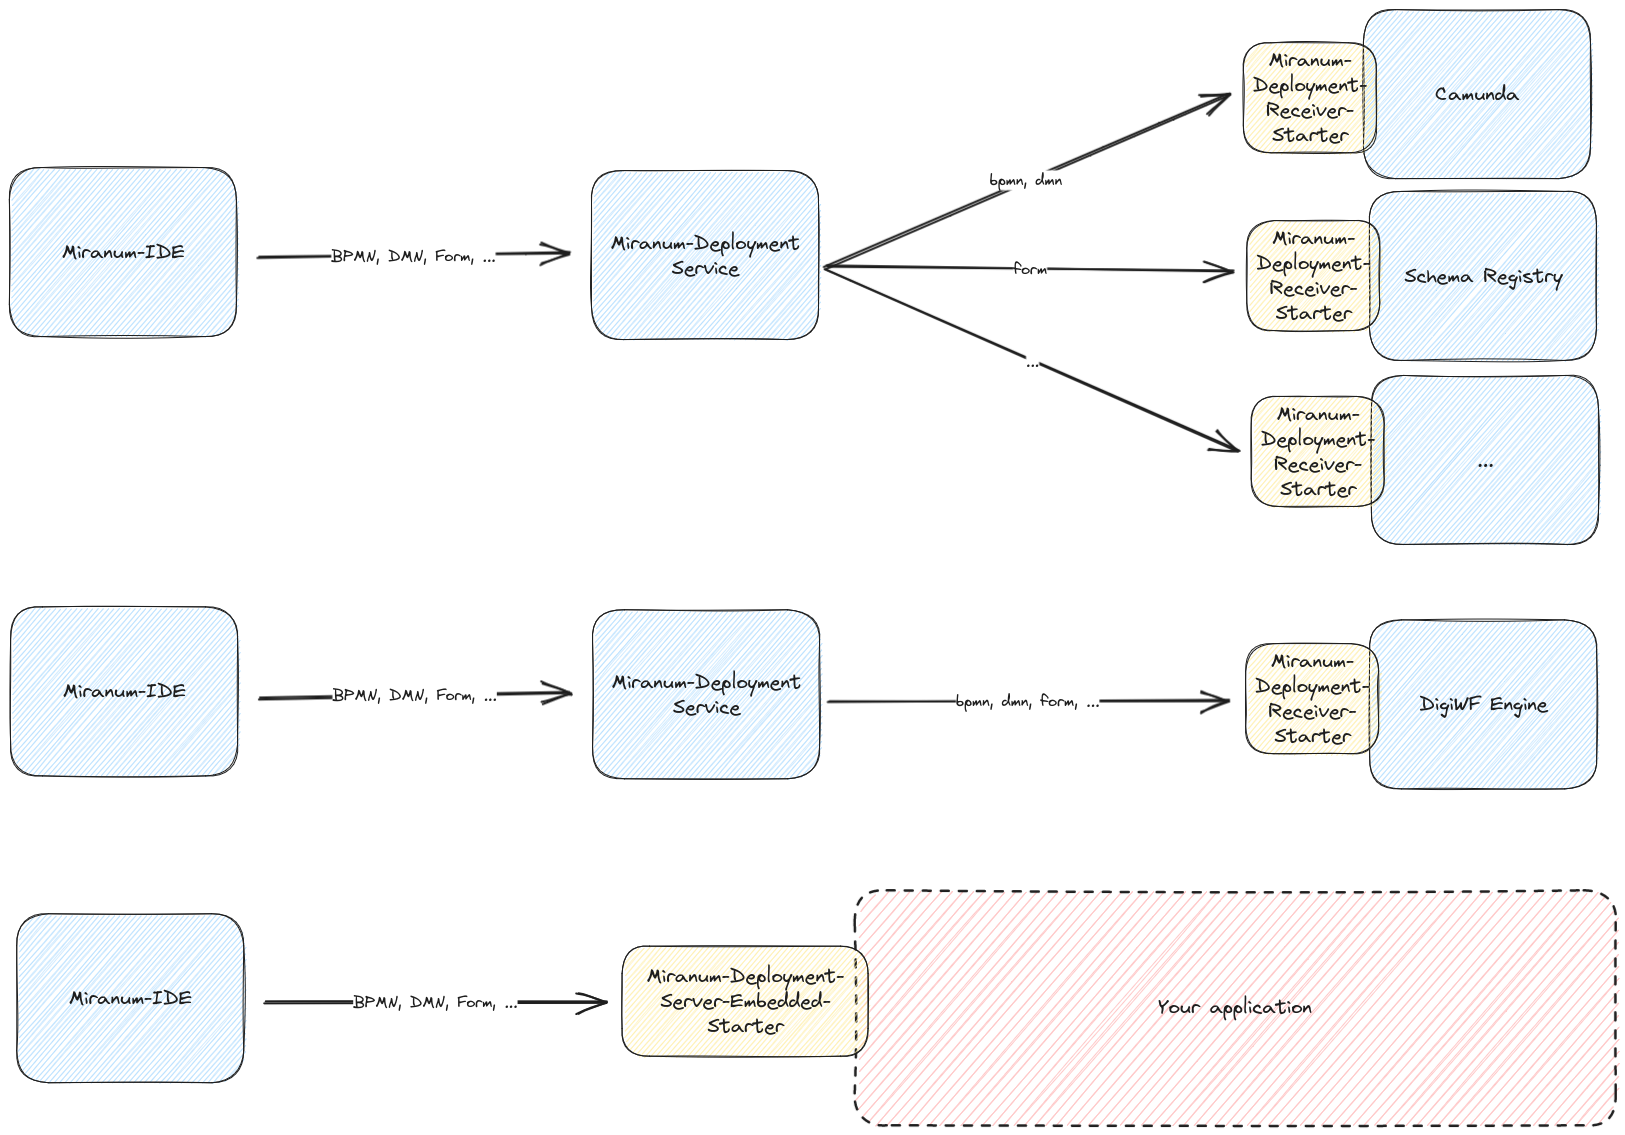 Miranum-IDE
BPMN, DMN, Form, ...
Miranum-Deployment
Service
bpmn, dmn
form
...
Miranum-
Deployment-
Receiver-
Starter
Camunda
Miranum-
Deployment-
Receiver-
Starter
Schema Registry
Miranum-
Deployment-
Receiver-
Starter
...
Miranum-IDE
BPMN, DMN, Form, ...
Miranum-Deployment
Service
bpmn, dmn, form, ...
Miranum-
Deployment-
Receiver-
Starter
DigiWF Engine
Miranum-IDE
BPMN, DMN, Form, ...
Miranum-Deployment-
Server-Embedded-
Starter
Your application